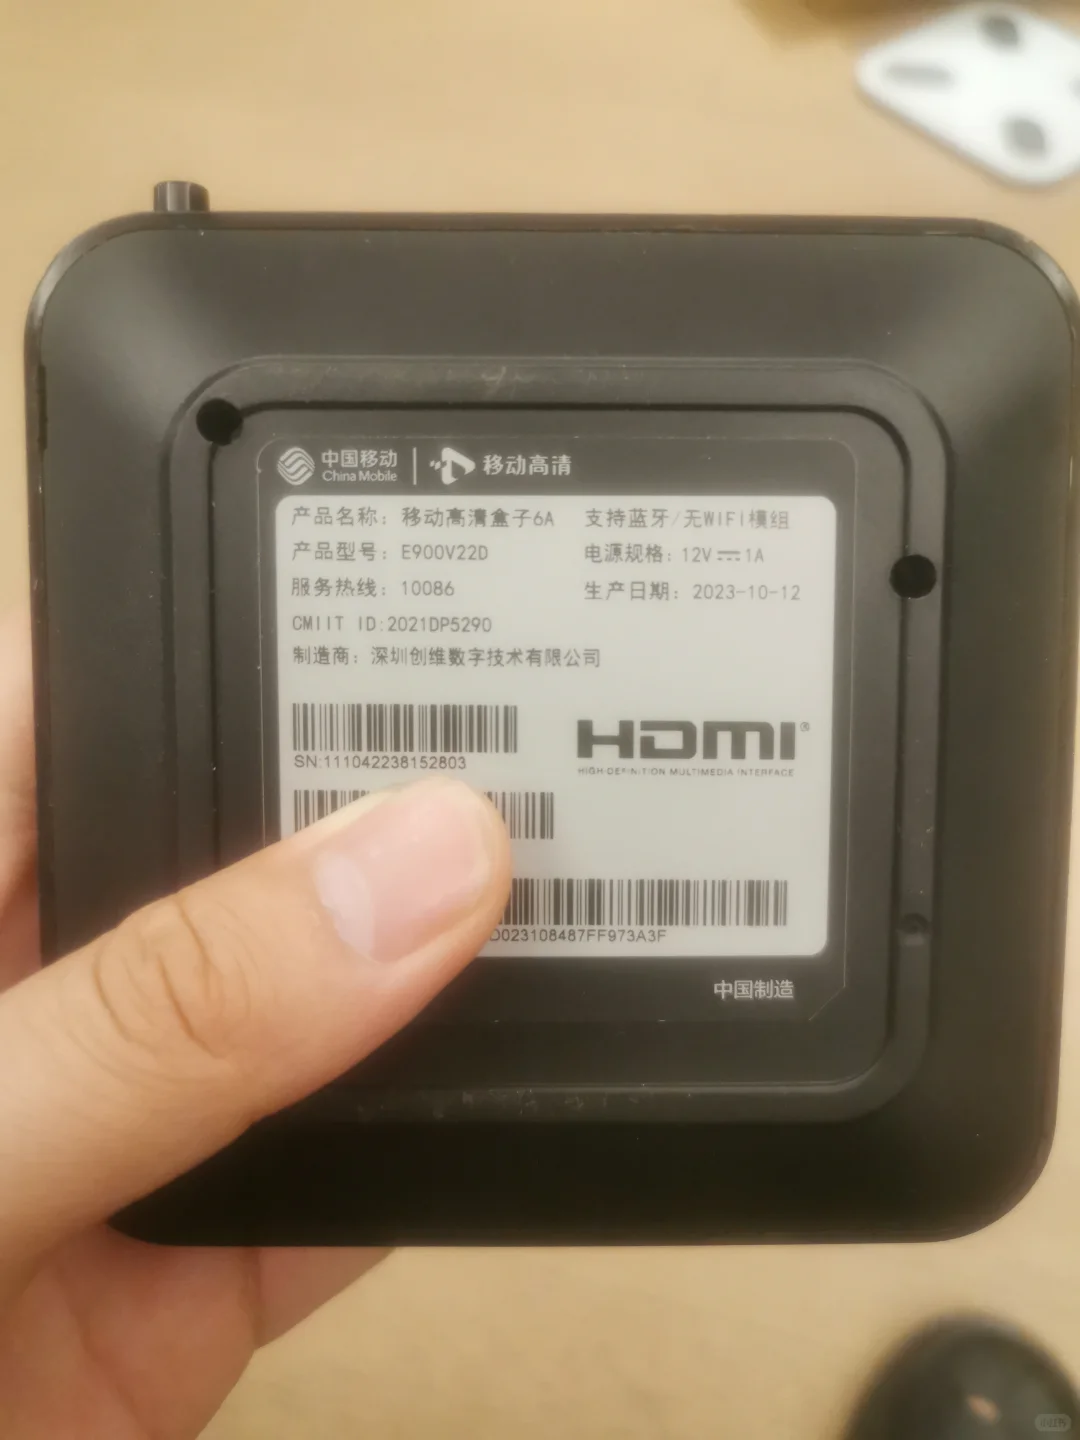 中国移动 China Mobile | 移动高清
产品名称：移动高清盒子6A 支持蓝牙/无WIFI模组
产品型号：E900V22D 电源规格：12V⎓1A
服务热线：10086 生产日期：2023-10-12
CMIIT ID:2021DP5290
制造商：深圳创维数字技术有限公司
SN:111042238152803
HDMI®
HIGH-DEFINITION MULTIMEDIA INTERFACE
D023108487FF973A3F
中国制造
小红书